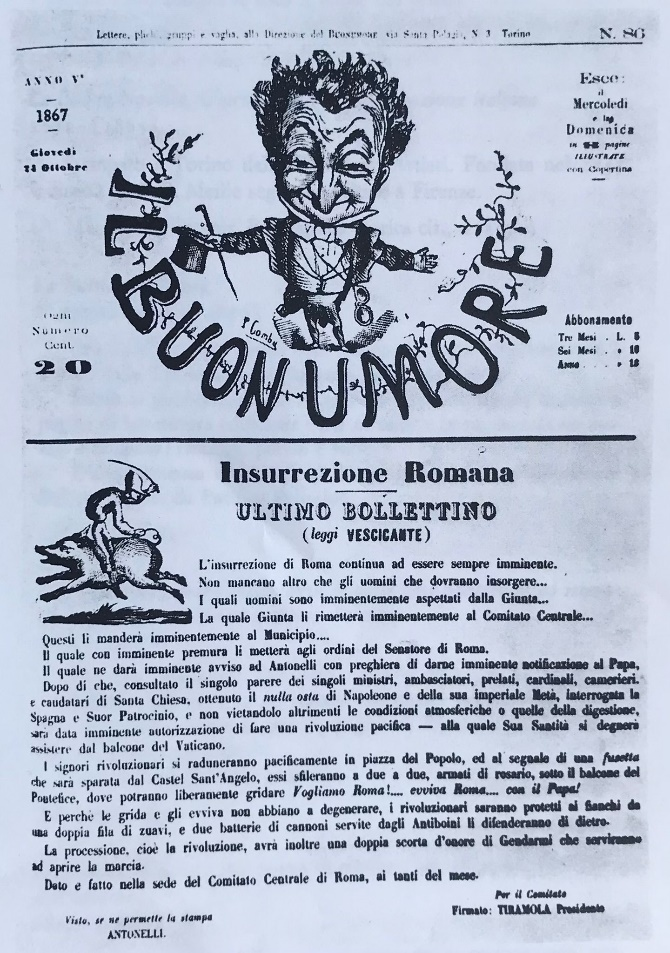 Lettere, plichi, gruppi e vaglia, alla Direzione del BUONUMORE via Santa Pelagia, N. 3 Torino
N. 86
ANNO Vº
1867
Giovedì
24 Ottobre
Esce:
il
Mercoledì
e la
Domenica
in 12 pagine
ILLUSTRATE
con Copertina
IL BUONUMORE
Ogni
Numero
Cent.
20
Abbonamento
Tre Mesi . L. 5
Sei Mesi . » 10
Anno . . . » 18
Insurrezione Romana
ULTIMO BOLLETTINO
(leggi VESCICANTE)
L'insurrezione di Roma continua ad essere sempre imminente.
Non mancano altro che gli uomini che dovranno insorgere...
I quali uomini sono imminentemente aspettati dalla Giunta...
La quale Giunta li rimetterà imminentemente al Comitato Centrale...
Questi li manderà imminentemente al Municipio....
Il quale con imminente premura li metterà agli ordini del Senatore di Roma.
Il quale ne darà imminente avviso ad Antonelli con preghiera di darne imminente notificazione al Papa,
Dopo di che, consultato il singolo parere dei singoli ministri, ambasciatori, prelati, cardinali, camerieri.
e caudatari di Santa Chiesa, ottenuto il nulla osta di Napoleone e della sua imperiale Metà, interrogata la
Spagna e Suor Patrocinio, e non vietandolo altrimenti le condizioni atmosferiche o quelle della digestione,
sarà data imminente autorizzazione di fare una rivoluzione pacifica — alla quale Sua Santità si degnerà
assistere dal balcone del Vaticano.
I signori rivoluzionari si raduneranno pacificamente in piazza del Popolo, ed al segnale di una fusetta
che sarà sparata dal Castel Sant'Angelo, essi sfileranno a due a due, armati di rosario, sotto il balcone del
Pontefice, dove potranno liberamente gridare Vogliamo Roma!.... evviva Roma.... con il Papa!
E perchè le grida e gli evviva non abbiano a degenerare, i rivoluzionari saranno protetti ai fianchi da
una doppia fila di zuavi, e due batterie di cannoni servite dagli Antiboini li difenderanno di dietro.
La processione, cioè la rivoluzione, avrà inoltre una doppia scorta d'onore di Gendarmi che serviranno
ad aprire la marcia.
Dato e fatto nella sede del Comitato Centrale di Roma, ai tanti del mese.
Per il Comitato
Firmato: TIRAMOLA Presidente
Visto, se ne permette la stampa
ANTONELLI.